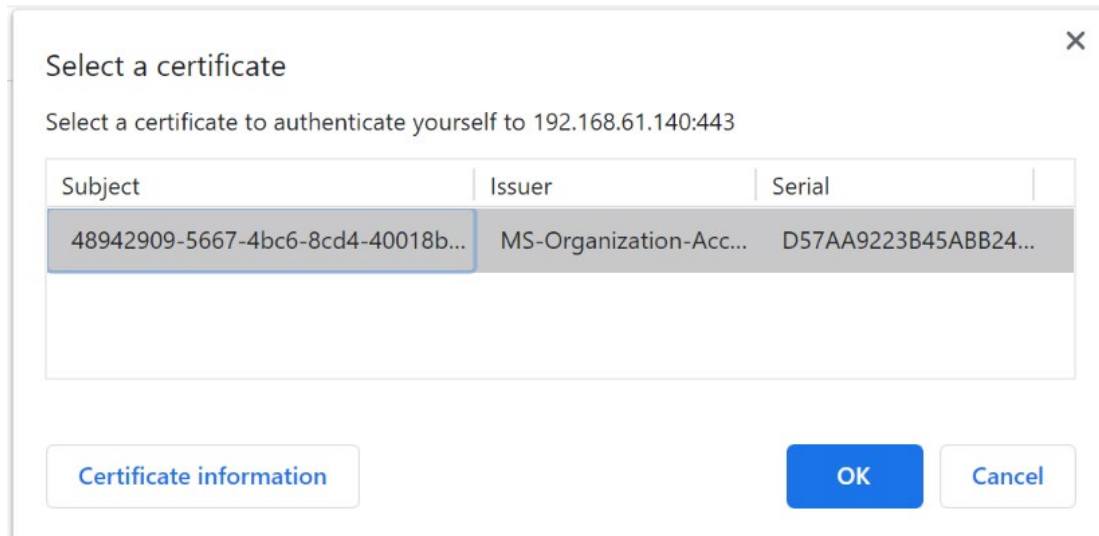 Select a certificate
Select a certificate to authenticate yourself to 192.168.61.140:443
Subject Issuer Serial
48942909-5667-4bc6-8cd4-40018b... MS-Organization-Acc... D57AA9223B45ABB24...
Certificate information OK Cancel